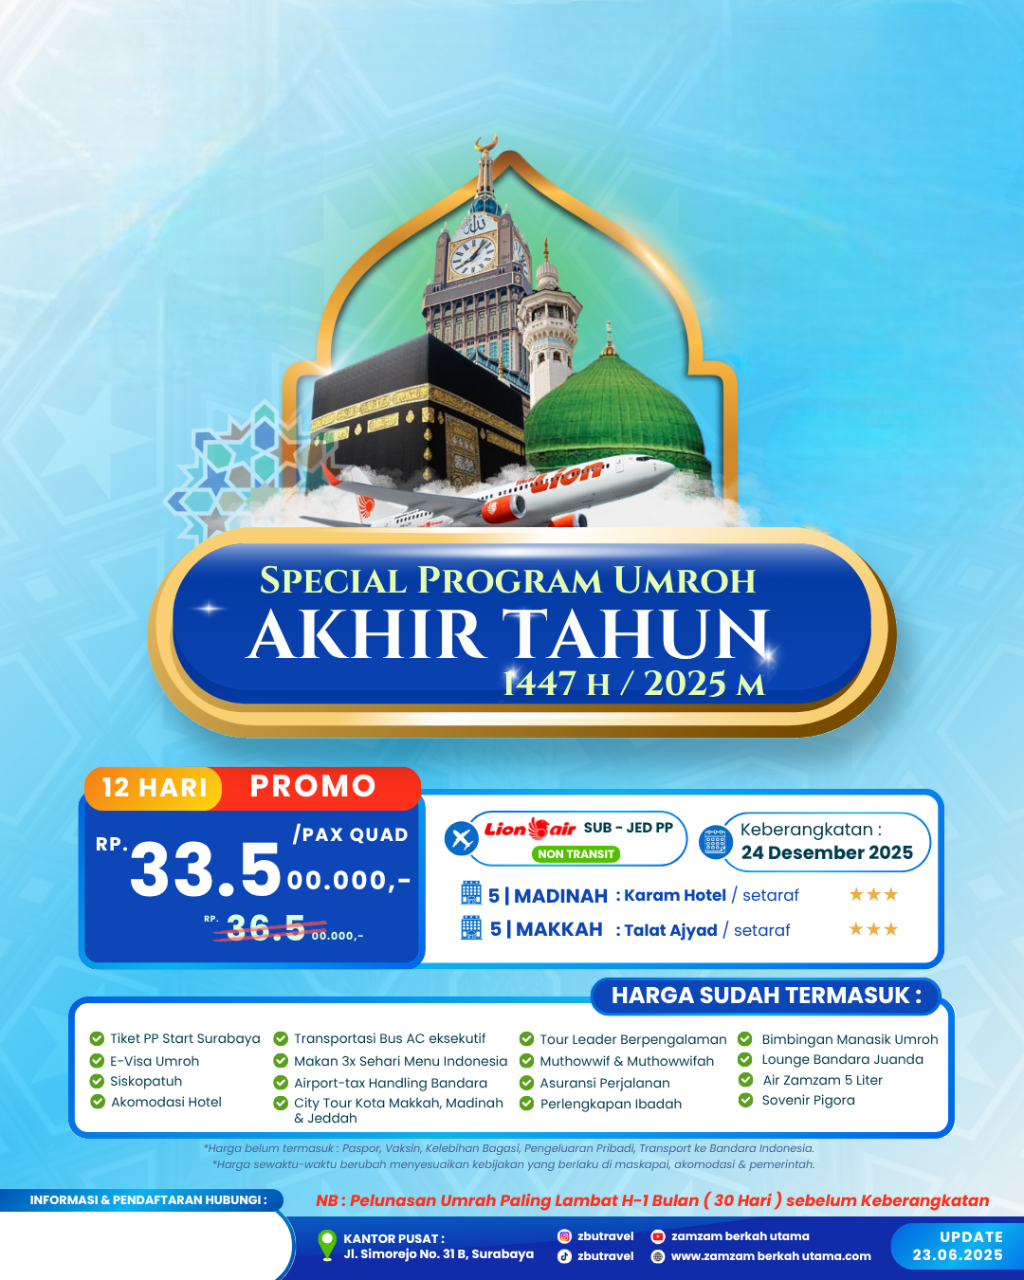 Special Program Umroh
AKHIR TAHUN
1447 H / 2025 M
12 HARI
PROMO
RP. 33.500.000,-
/PAX QUAD
RP. 36.500.000,-
Lion air SUB - JED PP
NON TRANSIT
Keberangkatan :
24 Desember 2025
5 | MADINAH : Karam Hotel / setaraf
5 | MAKKAH : Talat Ajyad / setaraf
HARGA SUDAH TERMASUK :
Tiket PP Start Surabaya
E-Visa Umroh
Siskopatuh
Akomodasi Hotel
Transportasi Bus AC eksekutif
Makan 3x Sehari Menu Indonesia
Airport-tax Handling Bandara
City Tour Kota Makkah, Madinah
& Jeddah
Tour Leader Berpengalaman
Muthowwif & Muthowwifah
Asuransi Perjalanan
Perlengkapan Ibadah
Bimbingan Manasik Umroh
Lounge Bandara Juanda
Air Zamzam 5 Liter
Sovenir Pigora
*Harga belum termasuk : Paspor, Vaksin, Kelebihan Bagasi, Pengeluaran Pribadi, Transport ke Bandara Indonesia.
*Harga sewaktu-waktu berubah menyesuaikan kebijakan yang berlaku di maskapai, akomodasi & pemerintah.
INFORMASI & PENDAFTARAN HUBUNGI :
NB : Pelunasan Umrah Paling Lambat H-1 Bulan ( 30 Hari ) sebelum Keberangkatan
KANTOR PUSAT :
Jl. Simorejo No. 31 B, Surabaya
zbutravel
zbutravel
zamzam berkah utama
www.zamzam berkah utama.com
UPDATE
23.06.2025